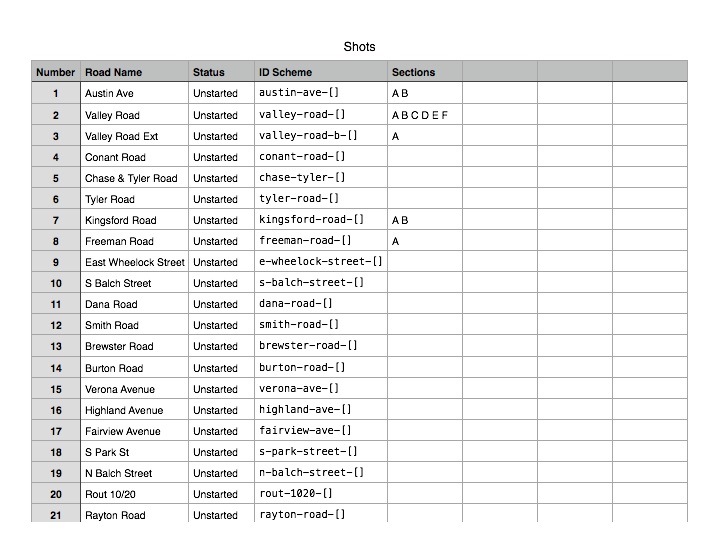 Shots
Number Road Name Status ID Scheme Sections
1 Austin Ave Unstarted austin-ave-[] A B
2 Valley Road Unstarted valley-road-[] A B C D E F
3 Valley Road Ext Unstarted valley-road-b-[] A
4 Conant Road Unstarted conant-road-[]
5 Chase & Tyler Road Unstarted chase-tyler-[]
6 Tyler Road Unstarted tyler-road-[]
7 Kingsford Road Unstarted kingsford-road-[] A B
8 Freeman Road Unstarted freeman-road-[] A
9 East Wheelock Street Unstarted e-wheelock-street-[]
10 S Balch Street Unstarted s-balch-street-[]
11 Dana Road Unstarted dana-road-[]
12 Smith Road Unstarted smith-road-[]
13 Brewster Road Unstarted brewster-road-[]
14 Burton Road Unstarted burton-road-[]
15 Verona Avenue Unstarted verona-ave-[]
16 Highland Avenue Unstarted highland-ave-[]
17 Fairview Avenue Unstarted fairview-ave-[]
18 S Park St Unstarted s-park-street-[]
19 N Balch Street Unstarted n-balch-street-[]
20 Rout 10/20 Unstarted rout-1020-[]
21 Rayton Road Unstarted rayton-road-[]